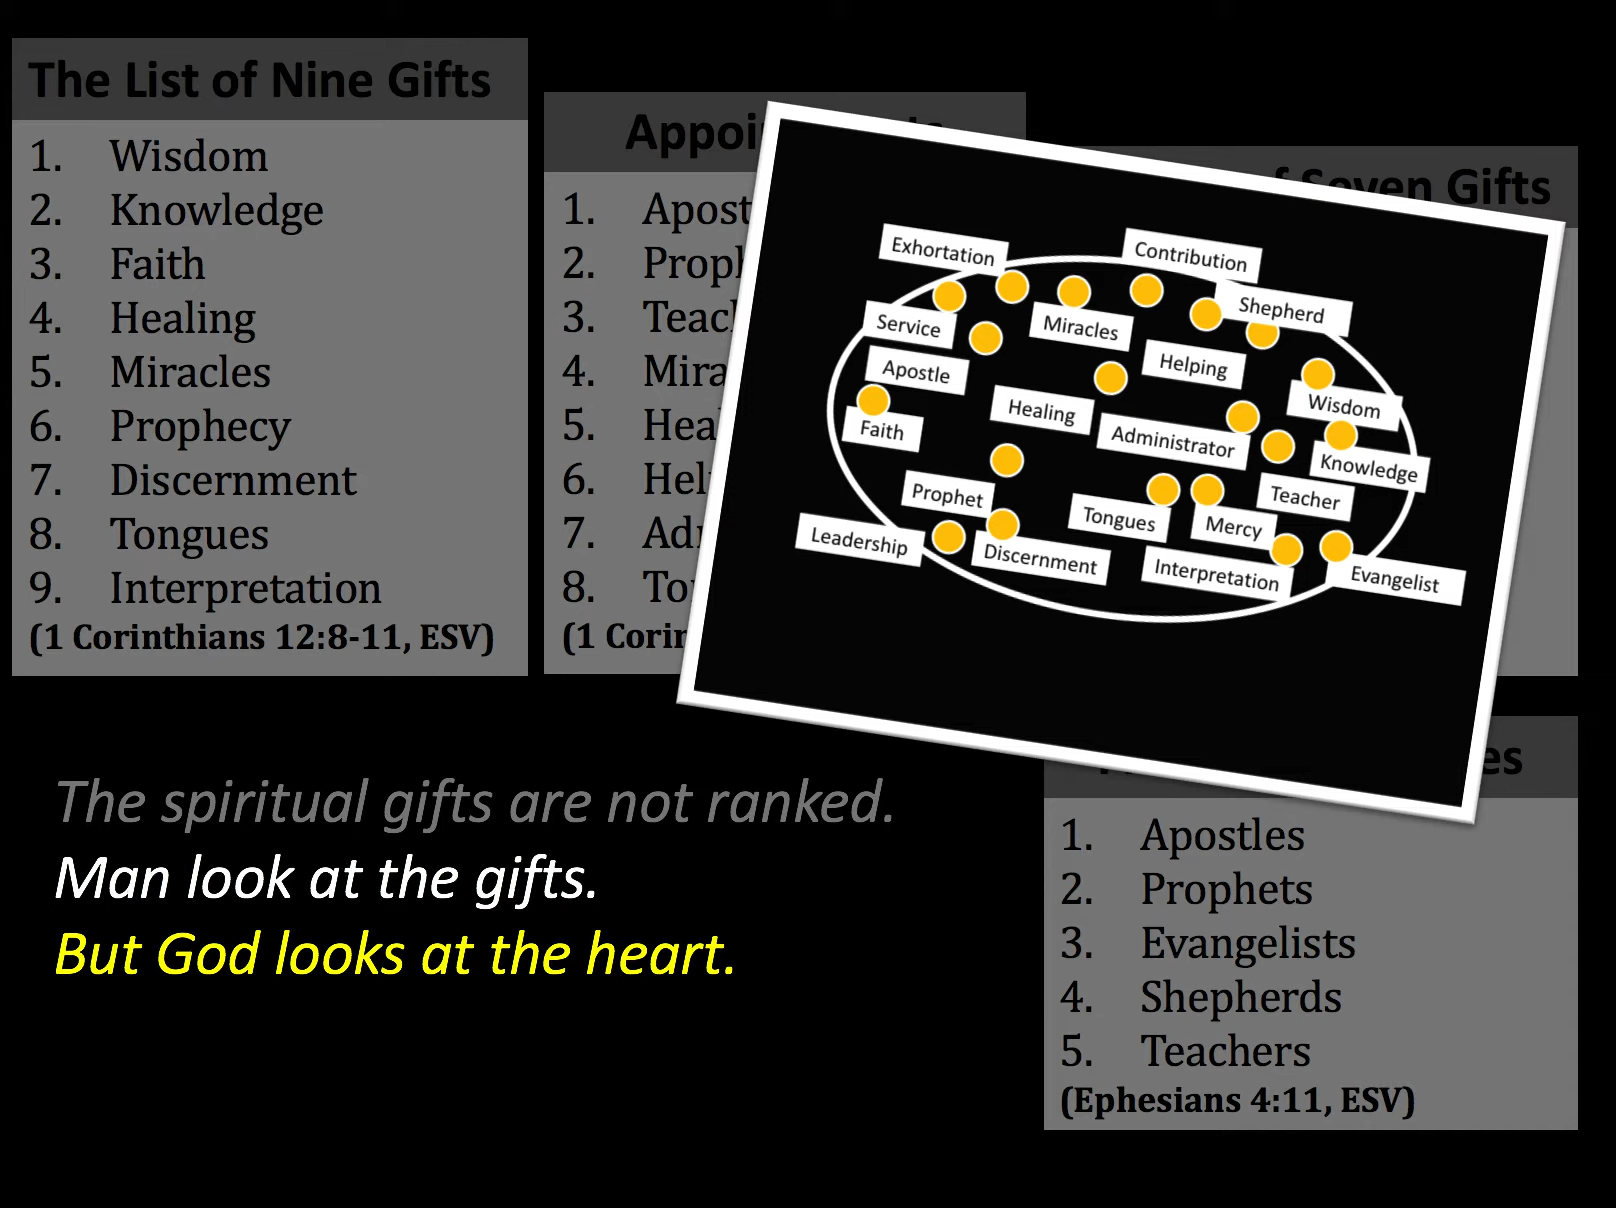 The List of Nine Gifts
1. Wisdom
2. Knowledge
3. Faith
4. Healing
5. Miracles
6. Prophecy
7. Discernment
8. Tongues
9. Interpretation
(1 Corinthians 12:8-11, ESV)
1. Apost
2. Proph
3. Teac
4. Mira
5. Hea
6. Hel
7. Ad
8. To
(1 Corin
Seven Gifts
Exhortation
Contribution
Service
Miracles
Shepherd
Apostle
Helping
Faith
Healing
Wisdom
Administrator
Knowledge
Prophet
Tongues
Mercy
Teacher
Leadership
Discernment
Interpretation
Evangelist
The spiritual gifts are not ranked.
Man look at the gifts.
But God looks at the heart.
1. Apostles
2. Prophets
3. Evangelists
4. Shepherds
5. Teachers
(Ephesians 4:11, ESV)